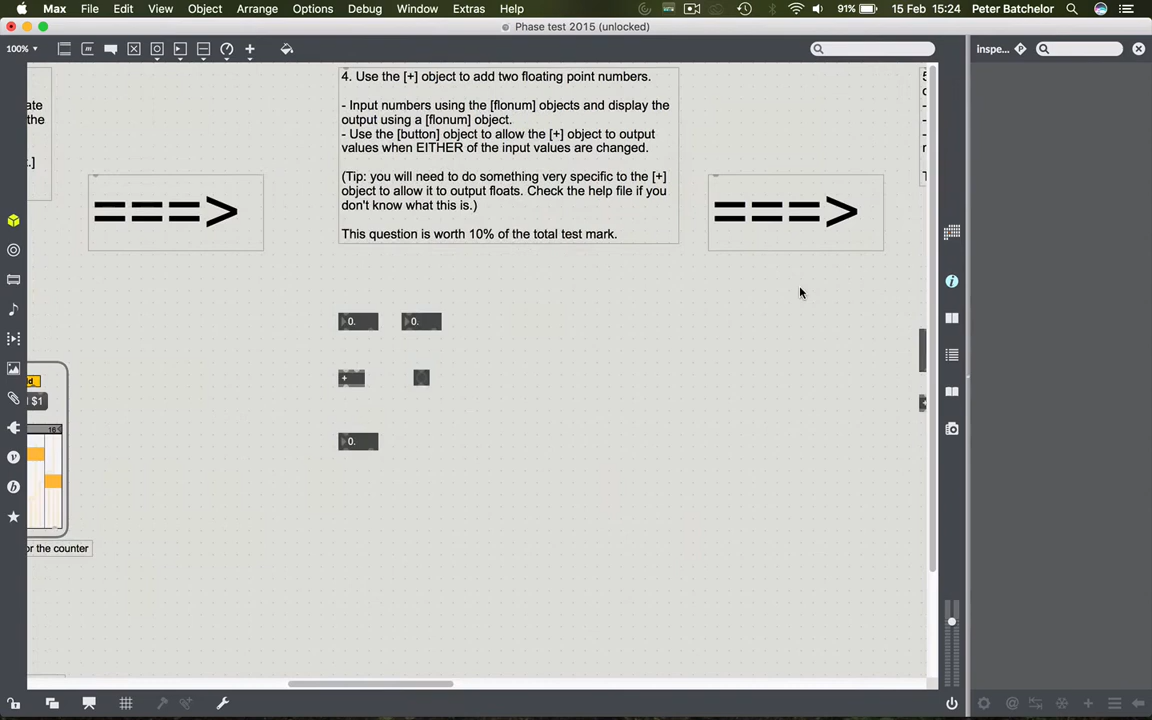 Max File Edit View Object Arrange Options Debug Window Extras Help 91% 15 Feb 15:24 Peter Batchelor
Phase test 2015 (unlocked)
100%
inspe...
ate
the
.]
===>
4. Use the [+] object to add two floating point numbers.
- Input numbers using the [flonum] objects and display the
output using a [flonum] object.
- Use the [button] object to allow the [+] object to output
values when EITHER of the input values are changed.
(Tip: you will need to do something very specific to the [+]
object to allow it to output floats. Check the help file if you
don't know what this is.)
This question is worth 10% of the total test mark.
===>
0.
0.
+
0.
$1
16
or the counter